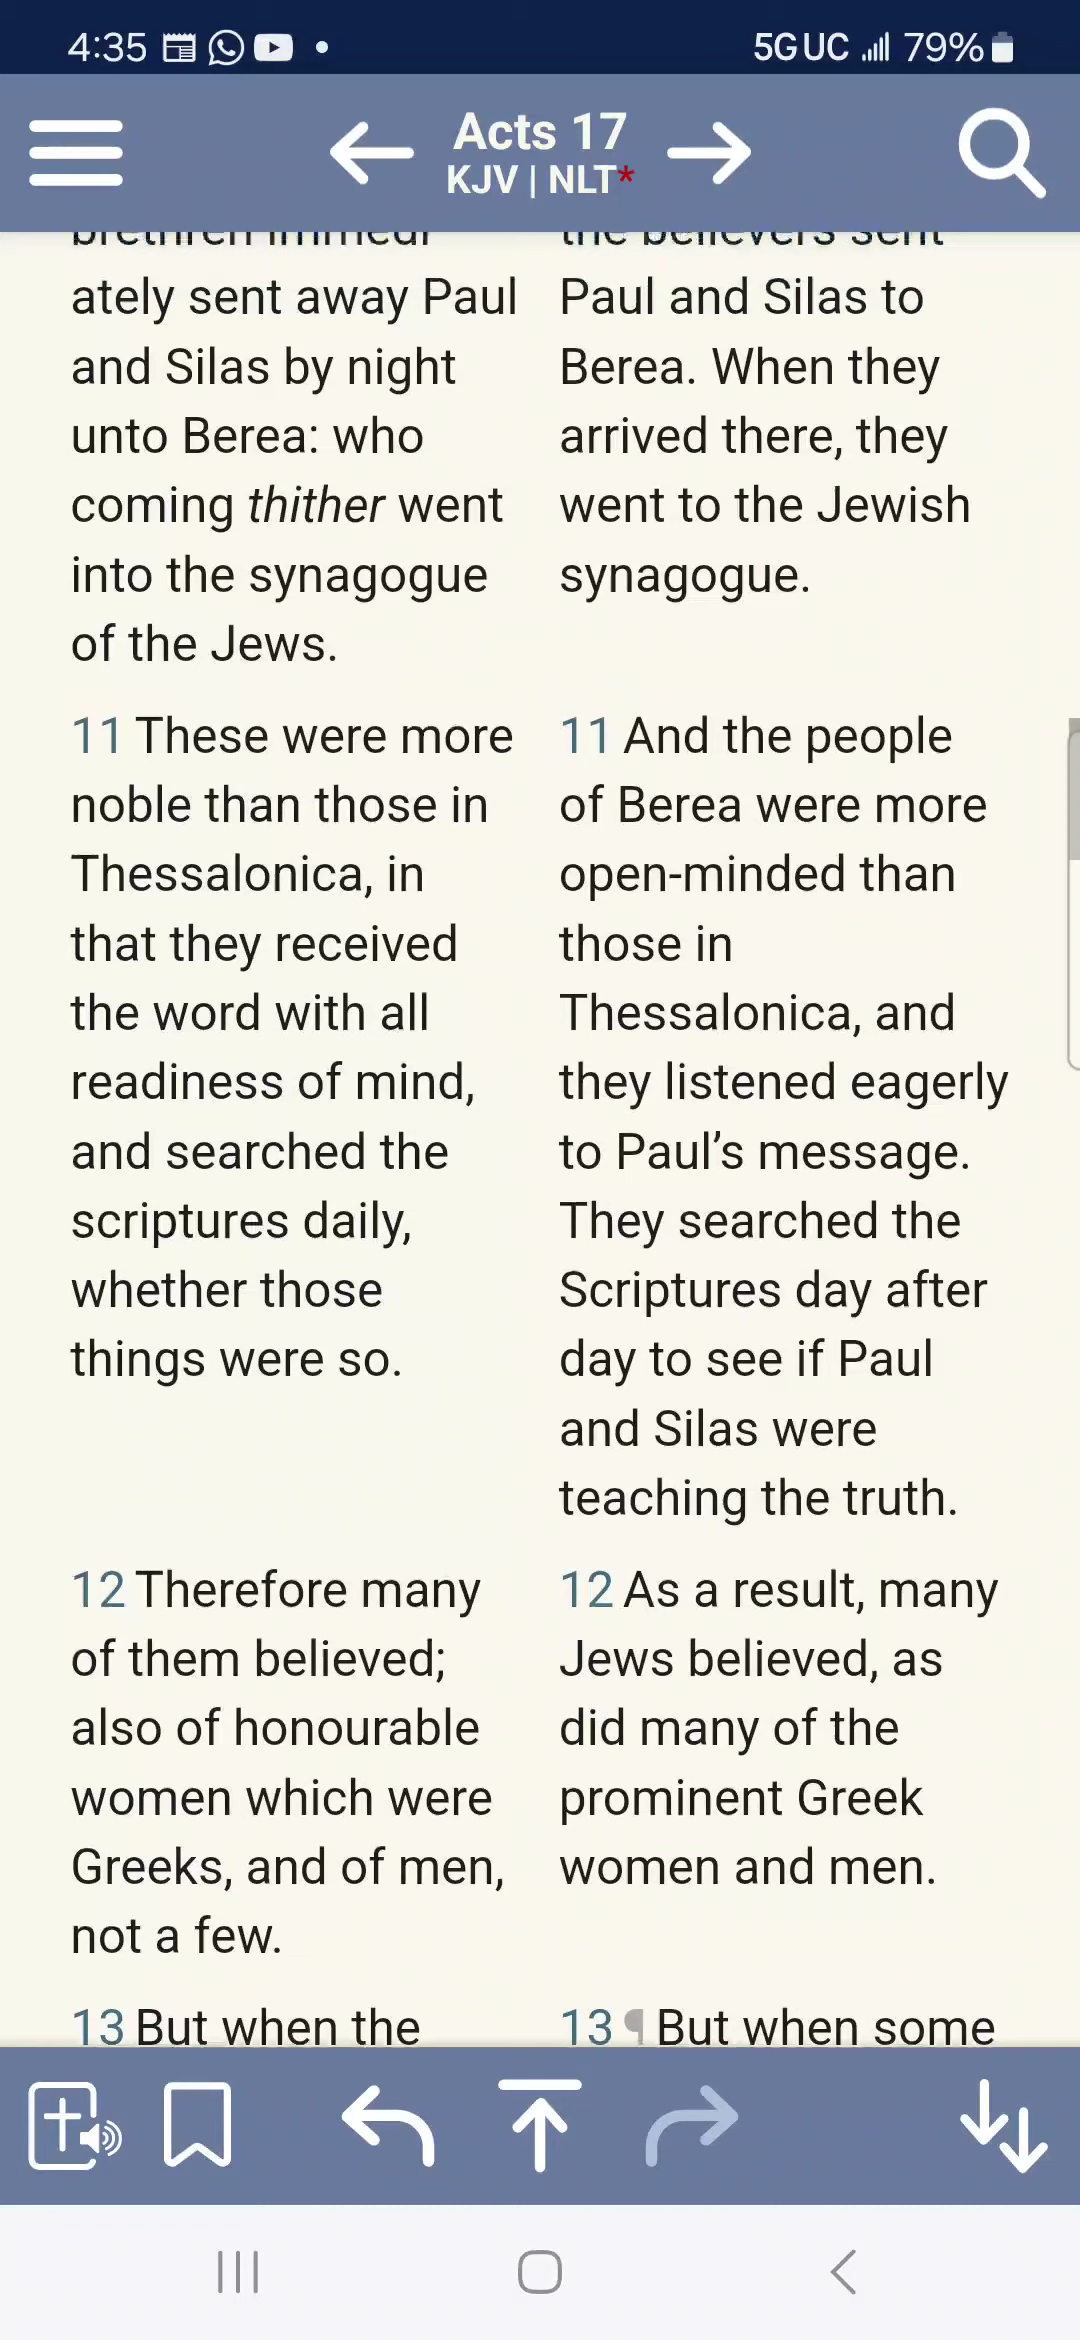 4:35
5G UC 79%
Acts 17
KJV | NLT*
ately sent away Paul
and Silas by night
unto Berea: who
coming thither went
into the synagogue
of the Jews.
11 These were more
noble than those in
Thessalonica, in
that they received
the word with all
readiness of mind,
and searched the
scriptures daily,
whether those
things were so.
12 Therefore many
of them believed;
also of honourable
women which were
Greeks, and of men,
not a few.
13 But when the
the believers sent
Paul and Silas to
Berea. When they
arrived there, they
went to the Jewish
synagogue.
11 And the people
of Berea were more
open-minded than
those in
Thessalonica, and
they listened eagerly
to Paul’s message.
They searched the
Scriptures day after
day to see if Paul
and Silas were
teaching the truth.
12 As a result, many
Jews believed, as
did many of the
prominent Greek
women and men.
13 ¶ But when some